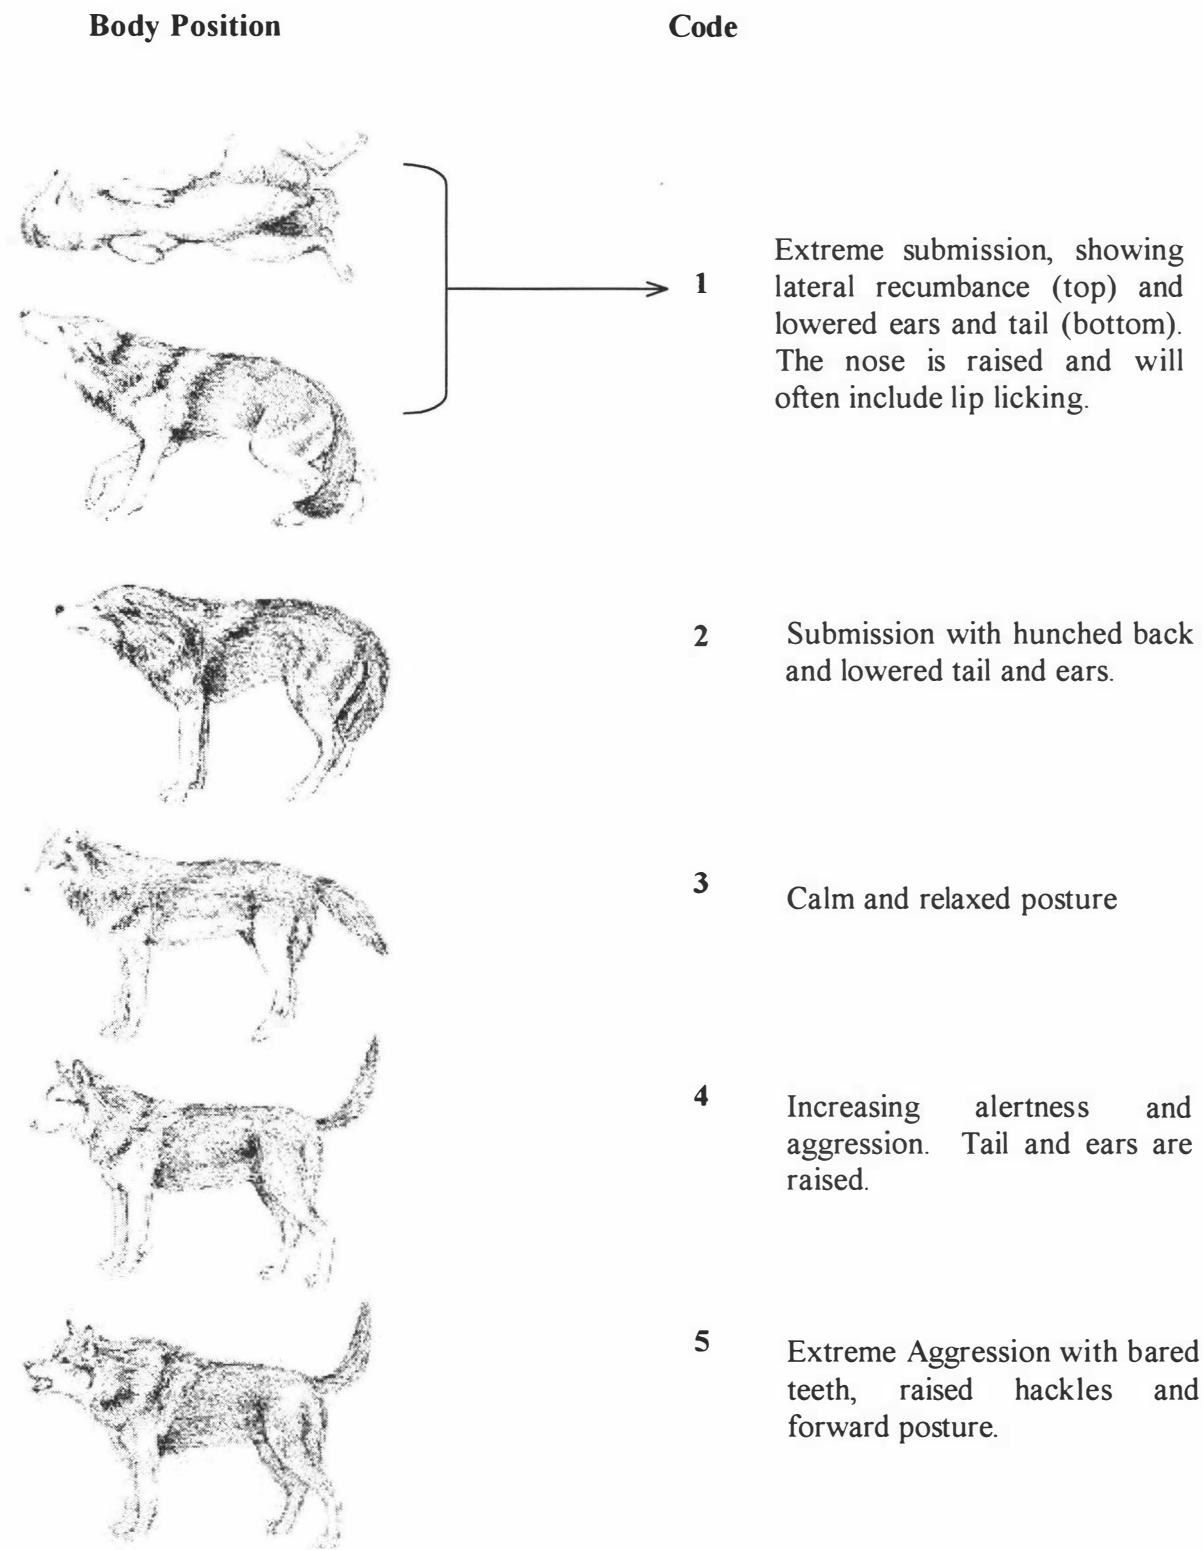 Body Position Code
1 Extreme submission, showing
lateral recumbance (top) and
lowered ears and tail (bottom).
The nose is raised and will
often include lip licking.
2 Submission with hunched back
and lowered tail and ears.
3 Calm and relaxed posture
4 Increasing alertness and
aggression. Tail and ears are
raised.
5 Extreme Aggression with bared
teeth, raised hackles and
forward posture.